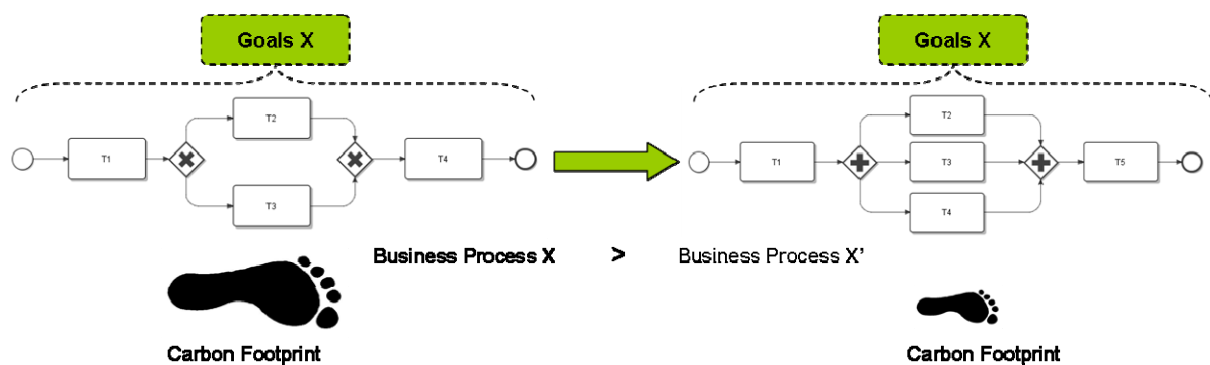 Goals X
Goals X
T1
T2
T3
T4
T1
T2
T3
T4
T5
Business Process X > Business Process X'
Carbon Footprint
Carbon Footprint